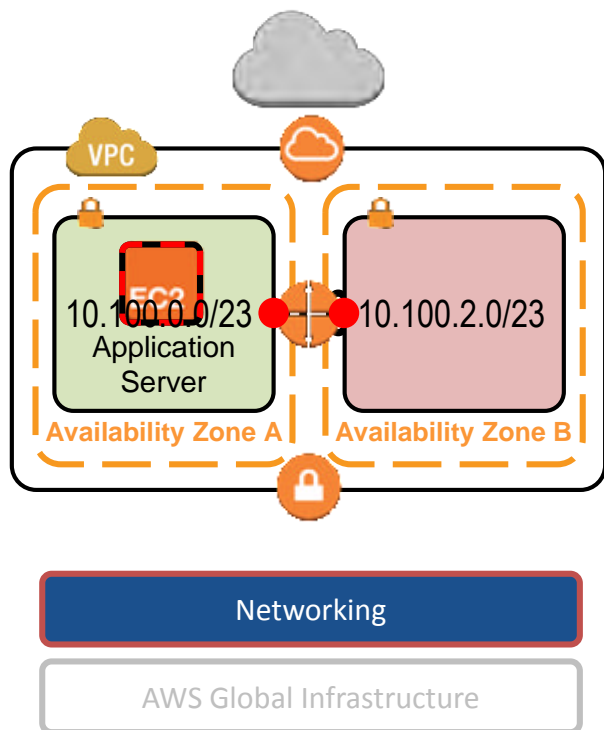 VPC
EC2
10.100.0.0/23
10.100.2.0/23
Application
Server
Availability Zone A
Availability Zone B
Networking
AWS Global Infrastructure